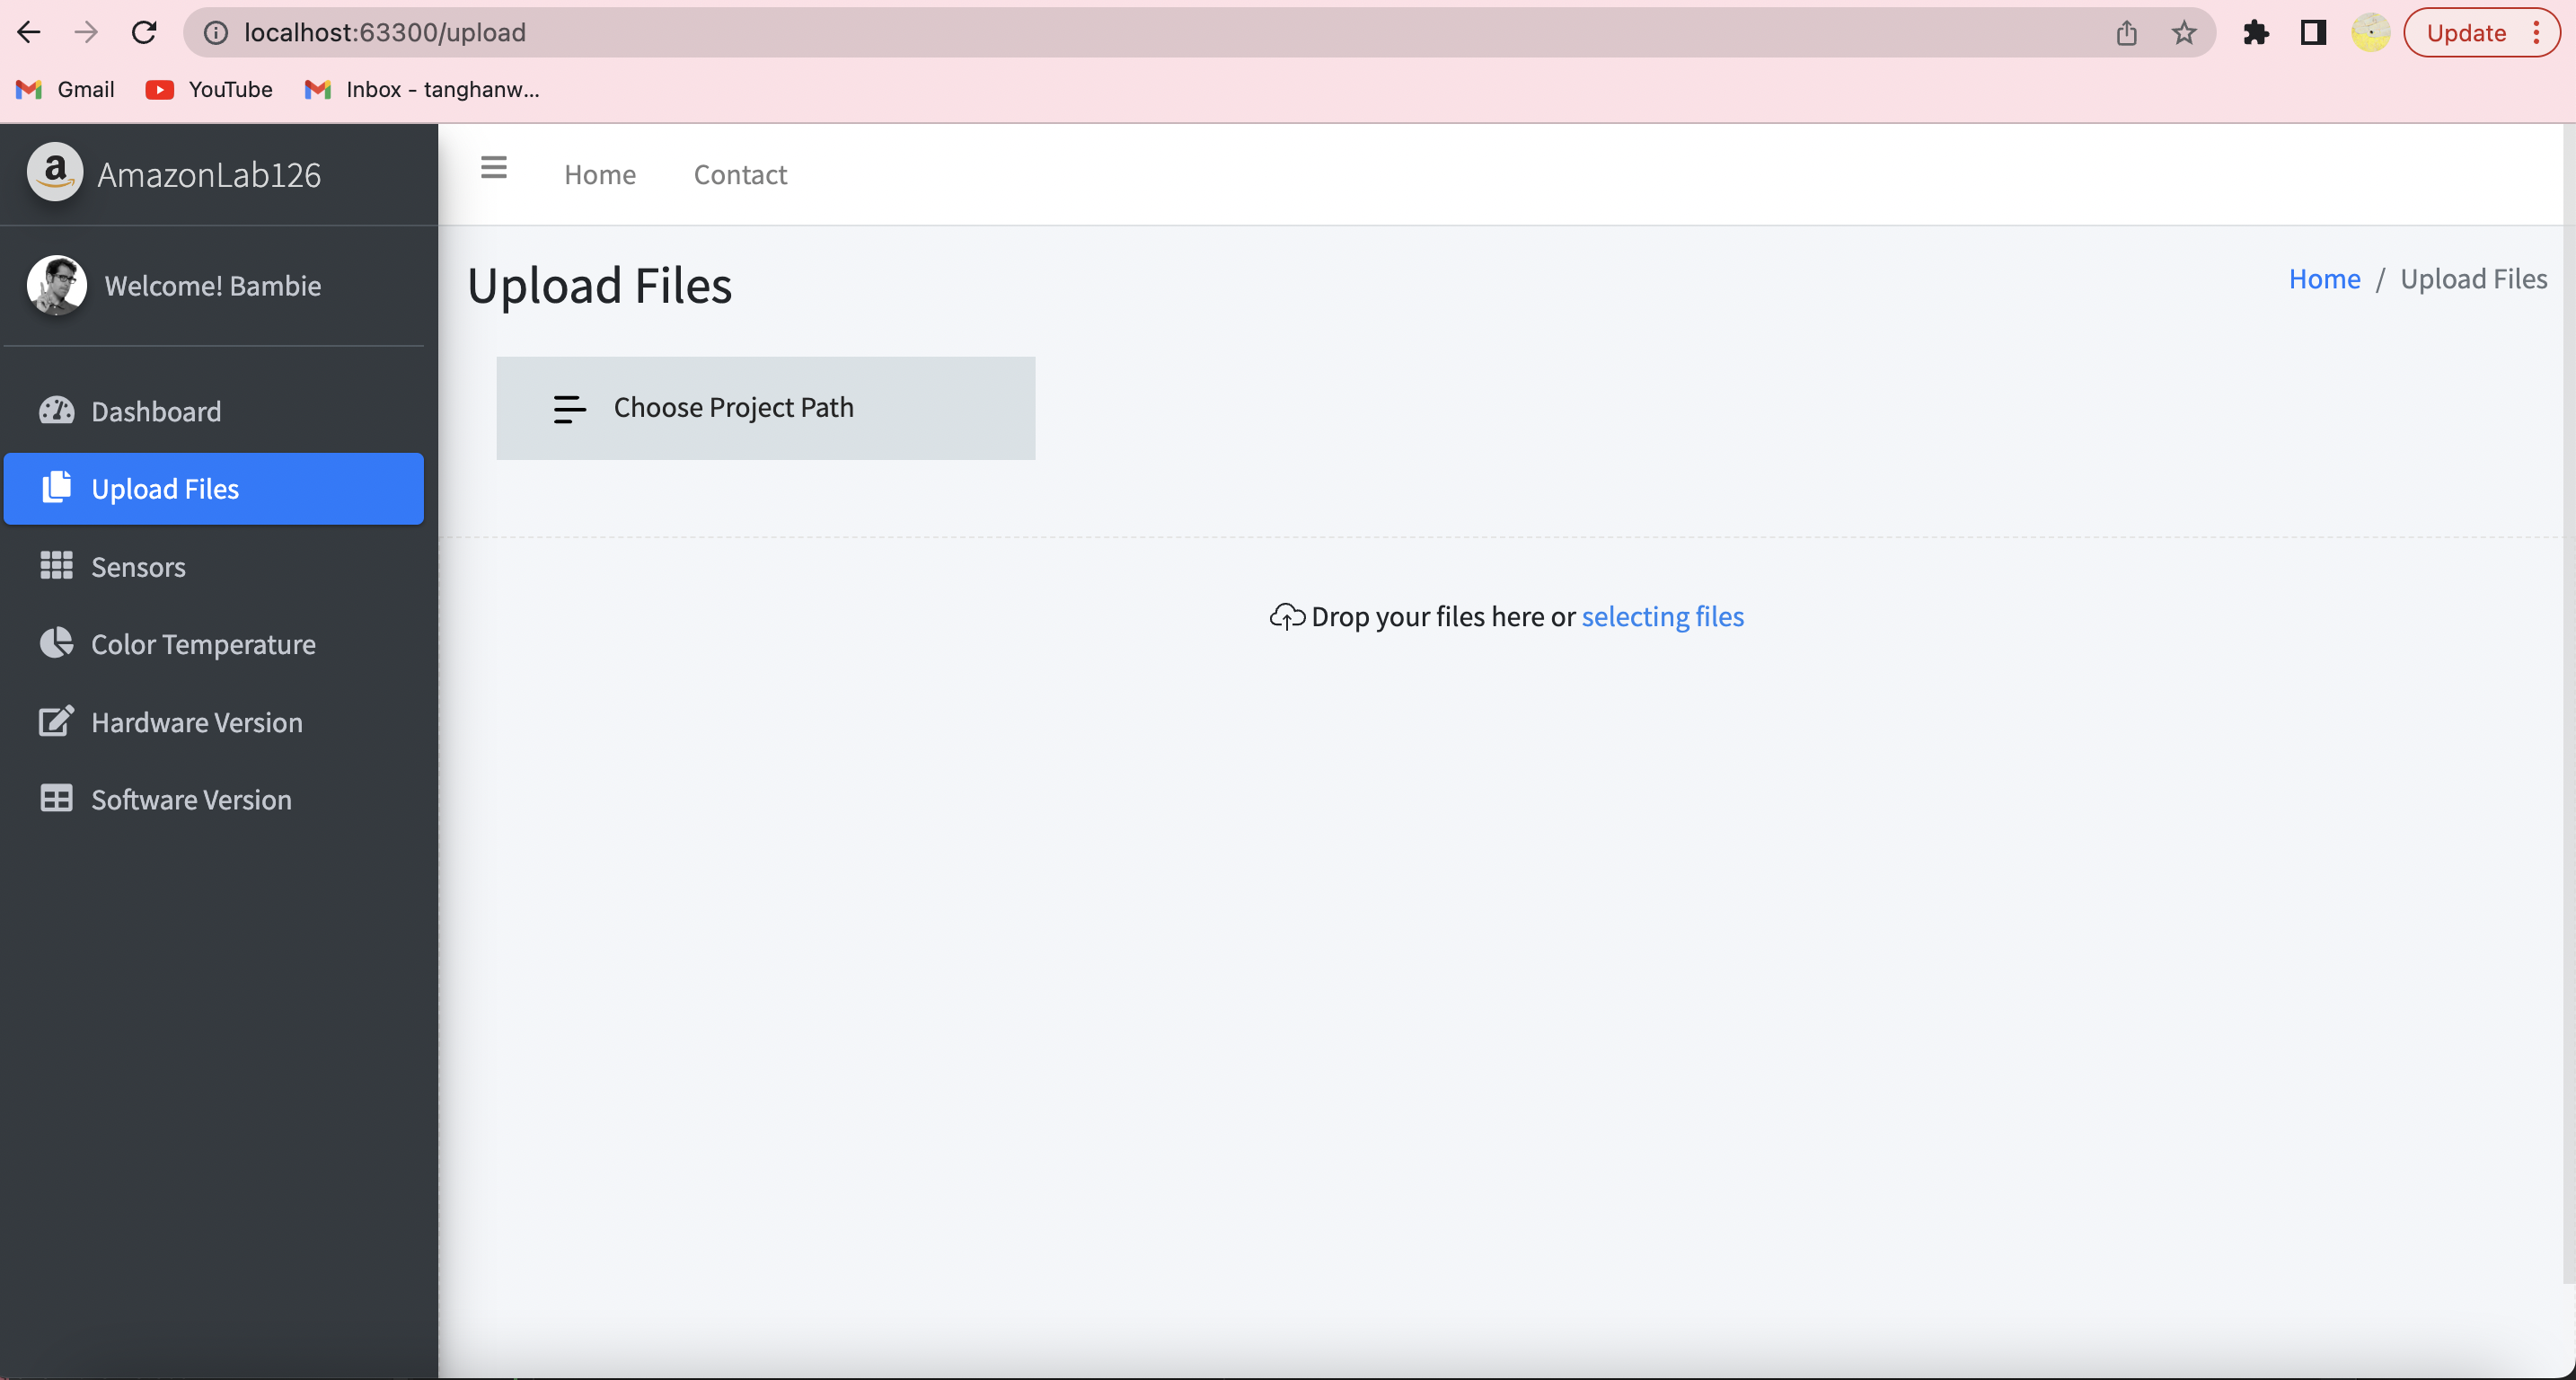 localhost:63300/upload
Update
Gmail
YouTube
Inbox - tanghanw...
a
AmazonLab126
Home
Contact
Welcome! Bambie
Upload Files
Home / Upload Files
Dashboard
Choose Project Path
Upload Files
Sensors
Drop your files here or selecting files
Color Temperature
Hardware Version
Software Version